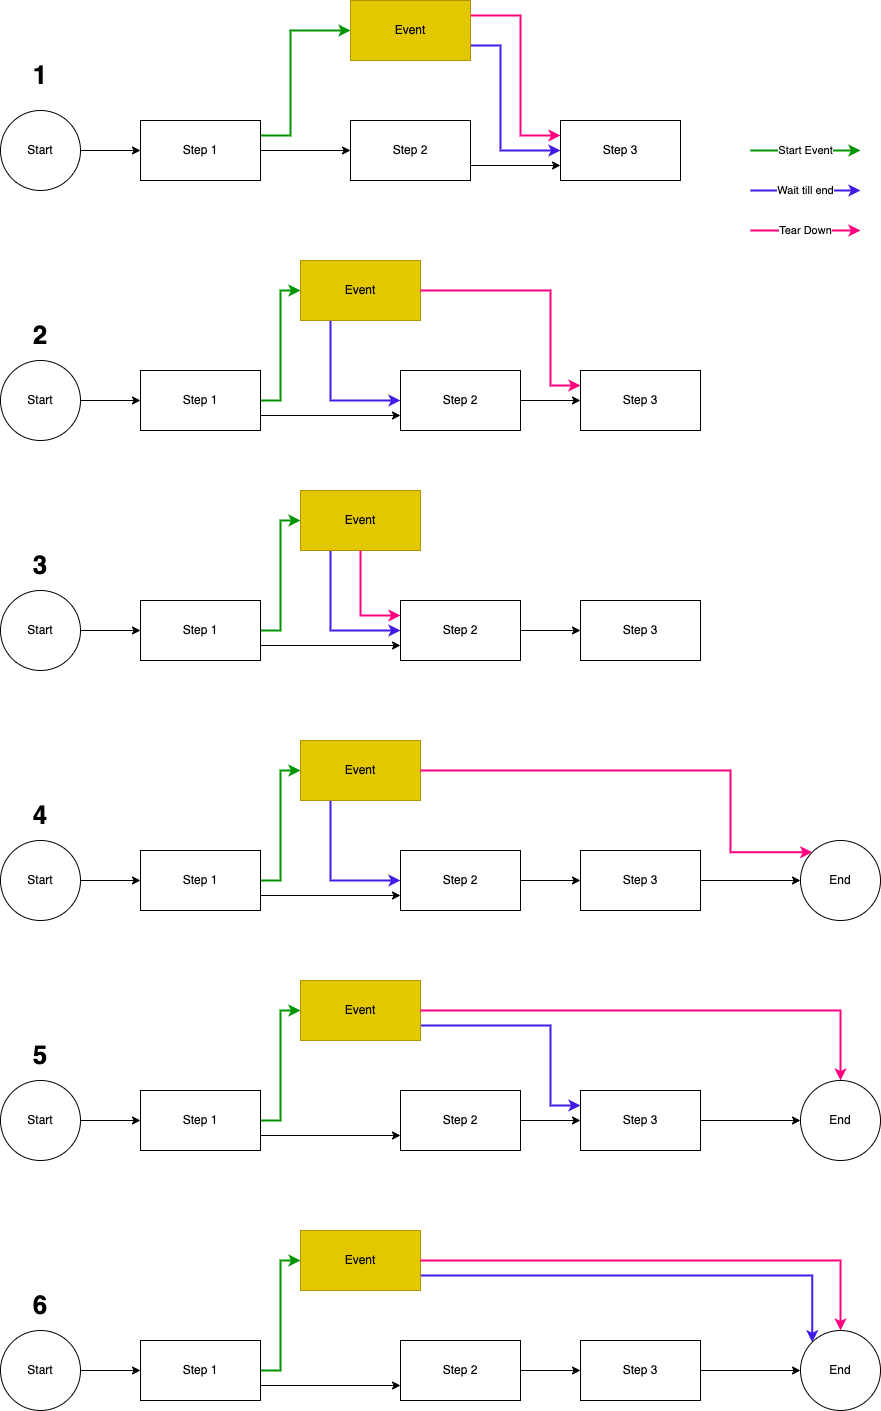 Event
1
Start
Step 1
Step 2
Step 3
Start Event
Wait till end
Tear Down
Event
2
Start
Step 1
Step 2
Step 3
Event
3
Start
Step 1
Step 2
Step 3
Event
4
Start
Step 1
Step 2
Step 3
End
Event
5
Start
Step 1
Step 2
Step 3
End
Event
6
Start
Step 1
Step 2
Step 3
End